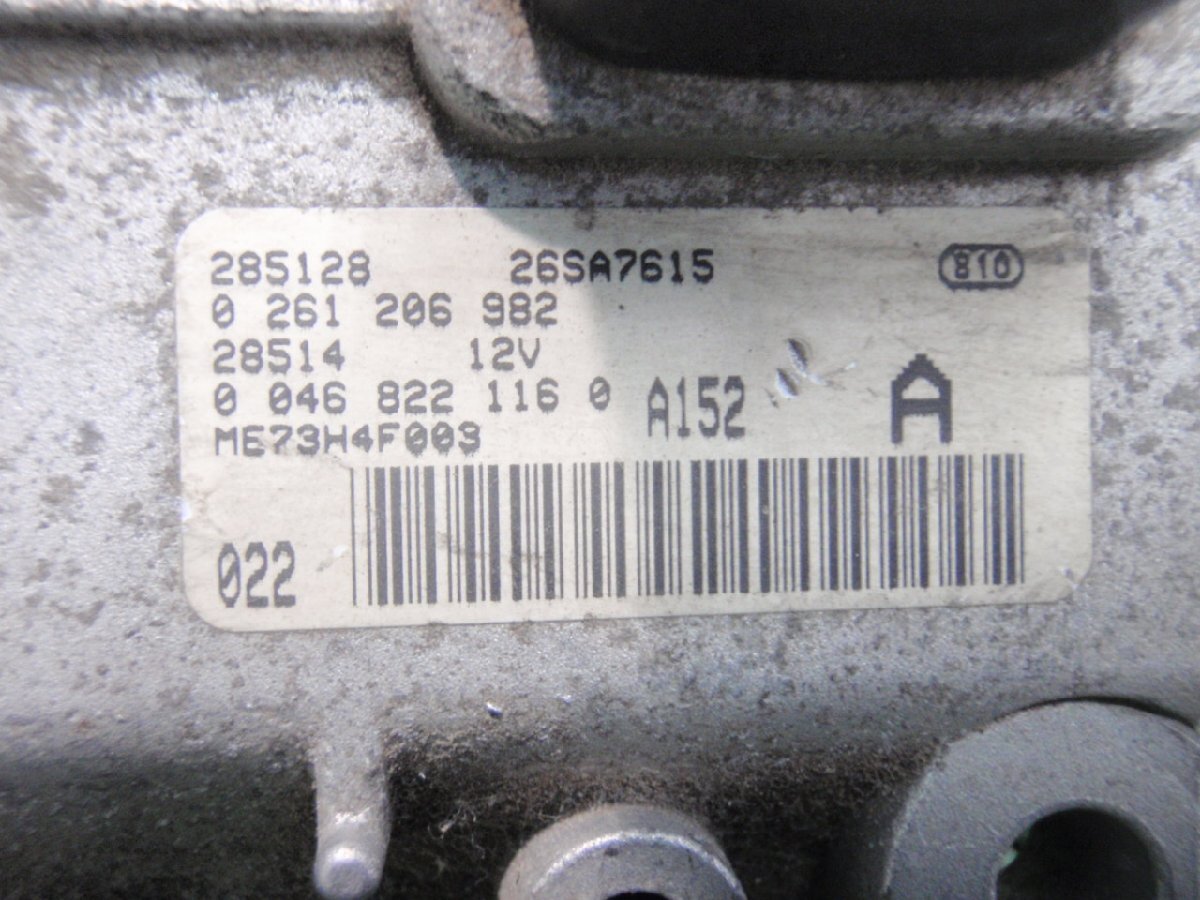 285128 26SA7615 810
0 261 206 982
28514 12V
0 046 822 116 0 A152 A
ME73H4F003
022